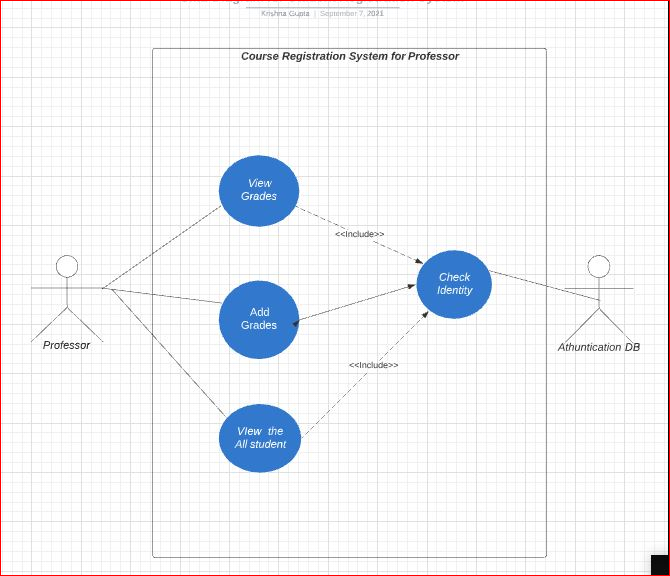 Krishna Gupta | September 7, 2021
Course Registration System for Professor
View
Grades
<<Include>>
Check
Identity
Add
Grades
Professor
Athuntication DB
<<Include>>
VIew the
All student